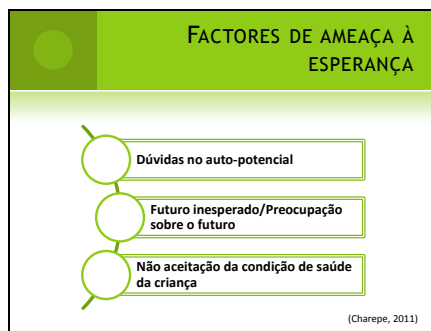 FACTORES DE AMEAÇA À
ESPERANÇA
Dúvidas no auto-potencial
Futuro inesperado/Preocupação
sobre o futuro
Não aceitação da condição de saúde
da criança
(Charepe, 2011)